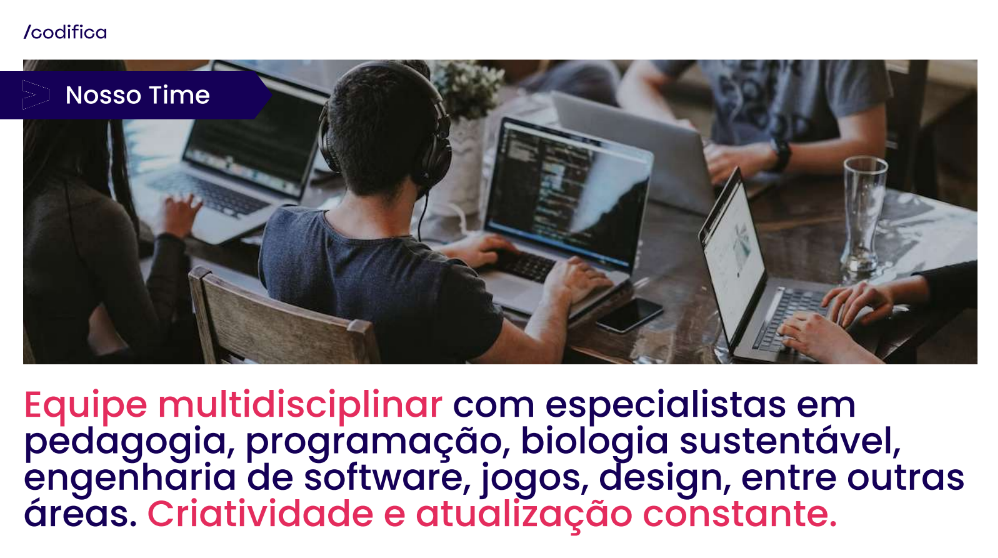 /codifica
Nosso Time
Equipe multidisciplinar com especialistas em
pedagogia, programação, biologia sustentável,
engenharia de software, jogos, design, entre outras
áreas. Criatividade e atualização constante.